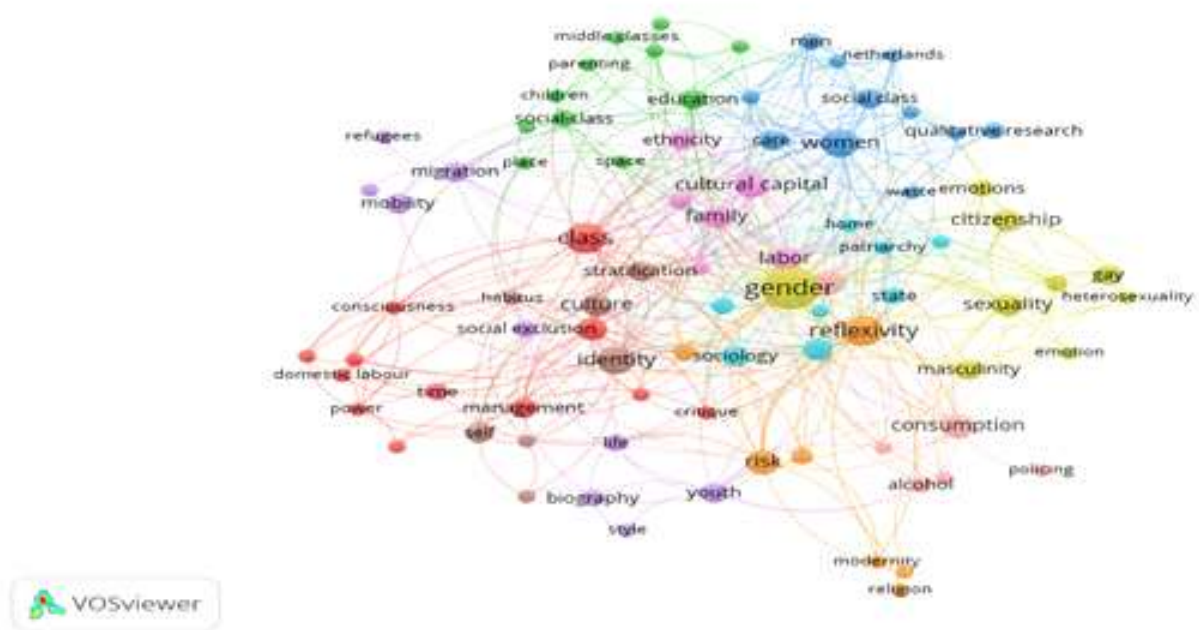 middle classes
men
netherlands
parenting
children
education
social class
social-class
refugees
ethnicity
care
women
qualitative research
migration
place
space
cultural capital
waste
emotions
mobility
family
home
citizenship
class
patriarchy
stratification
labor
gay
gender
heterosexuality
consciousness
habitus
culture
state
sexuality
social exclusion
reflexivity
identity
sociology
emotion
domestic labour
masculinity
time
power
management
critique
consumption
self
life
risk
policing
biography
youth
alcohol
style
modernity
religion
VOSviewer